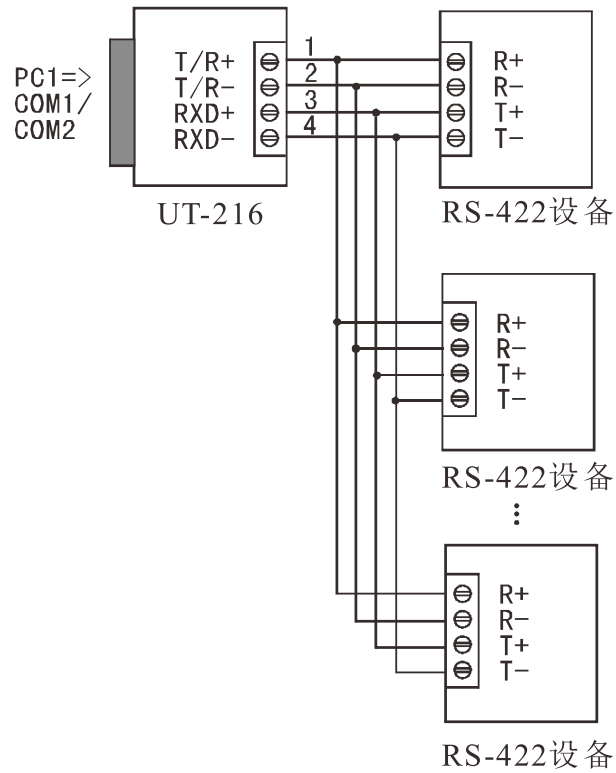 PC1=>
COM1/
COM2
T/R+
T/R-
RXD+
RXD-
1
2
3
4
UT-216
R+
R-
T+
T-
RS-422设备
R+
R-
T+
T-
RS-422设备
⋮
R+
R-
T+
T-
RS-422设备